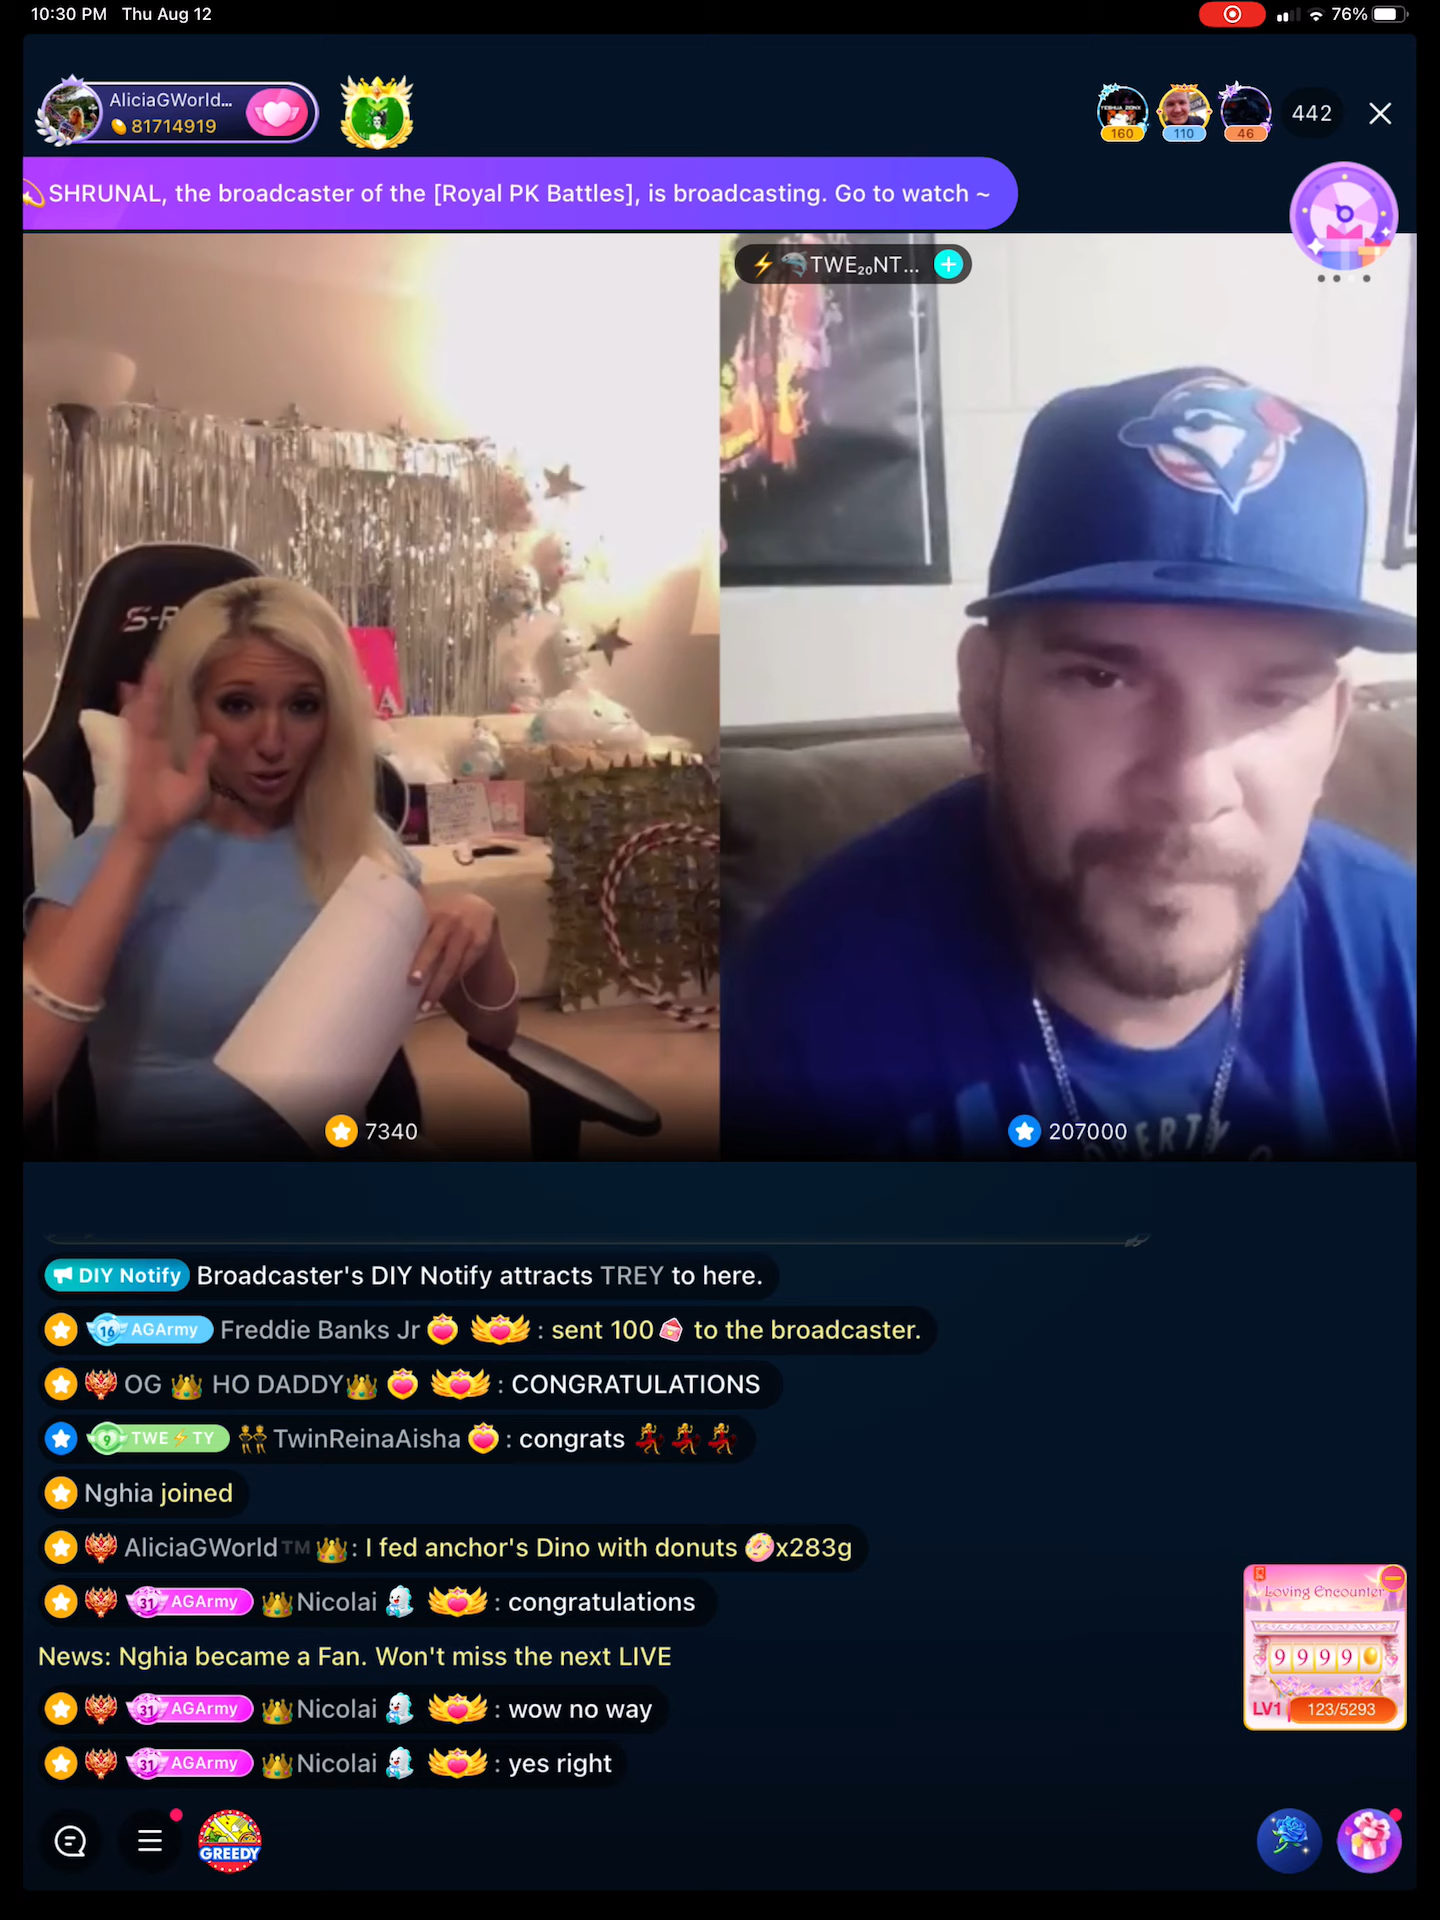 10:30 PM Thu Aug 12
76%
AliciaGWorld...
81714919
160
110
46
442
SHRUNAL, the broadcaster of the [Royal PK Battles], is broadcasting. Go to watch ~
⚡🐬TWE₂₀NT... +
S-R
A
7340
207000
DIY Notify Broadcaster's DIY Notify attracts TREY to here.
16 AGArmy Freddie Banks Jr : sent 100 to the broadcaster.
OG 👑 HO DADDY👑 : CONGRATULATIONS
9 TWE⚡TY 👯TwinReinaAisha : congrats 💃💃💃
Nghia joined
AliciaGWorld™👑: I fed anchor's Dino with donuts 🍩x283g
31 AGArmy 👑Nicolai : congratulations
News: Nghia became a Fan. Won't miss the next LIVE
31 AGArmy 👑Nicolai : wow no way
31 AGArmy 👑Nicolai : yes right
Loving Encounter
9 9 9 9
LV1 123/5293
GREEDY